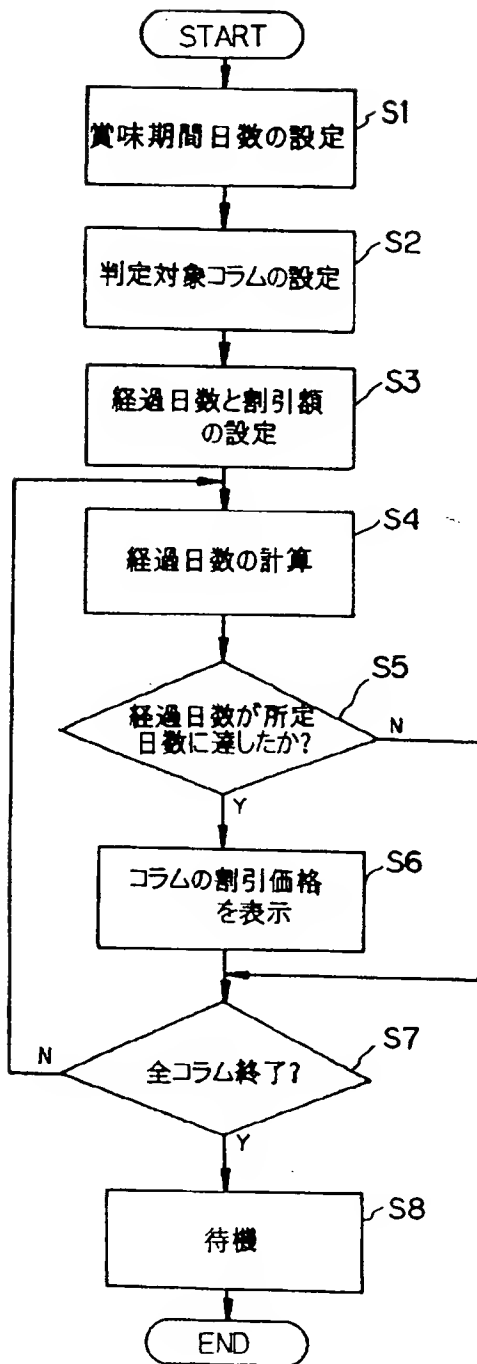 START
S1
賞味期間日数の設定
S2
判定対象コラムの設定
S3
経過日数と割引額
の設定
S4
経過日数の計算
S5
経過日数が所定
日数に達したか?
N
Y
S6
コラムの割引価格
を表示
S7
全コラム終了?
N
Y
S8
待機
END